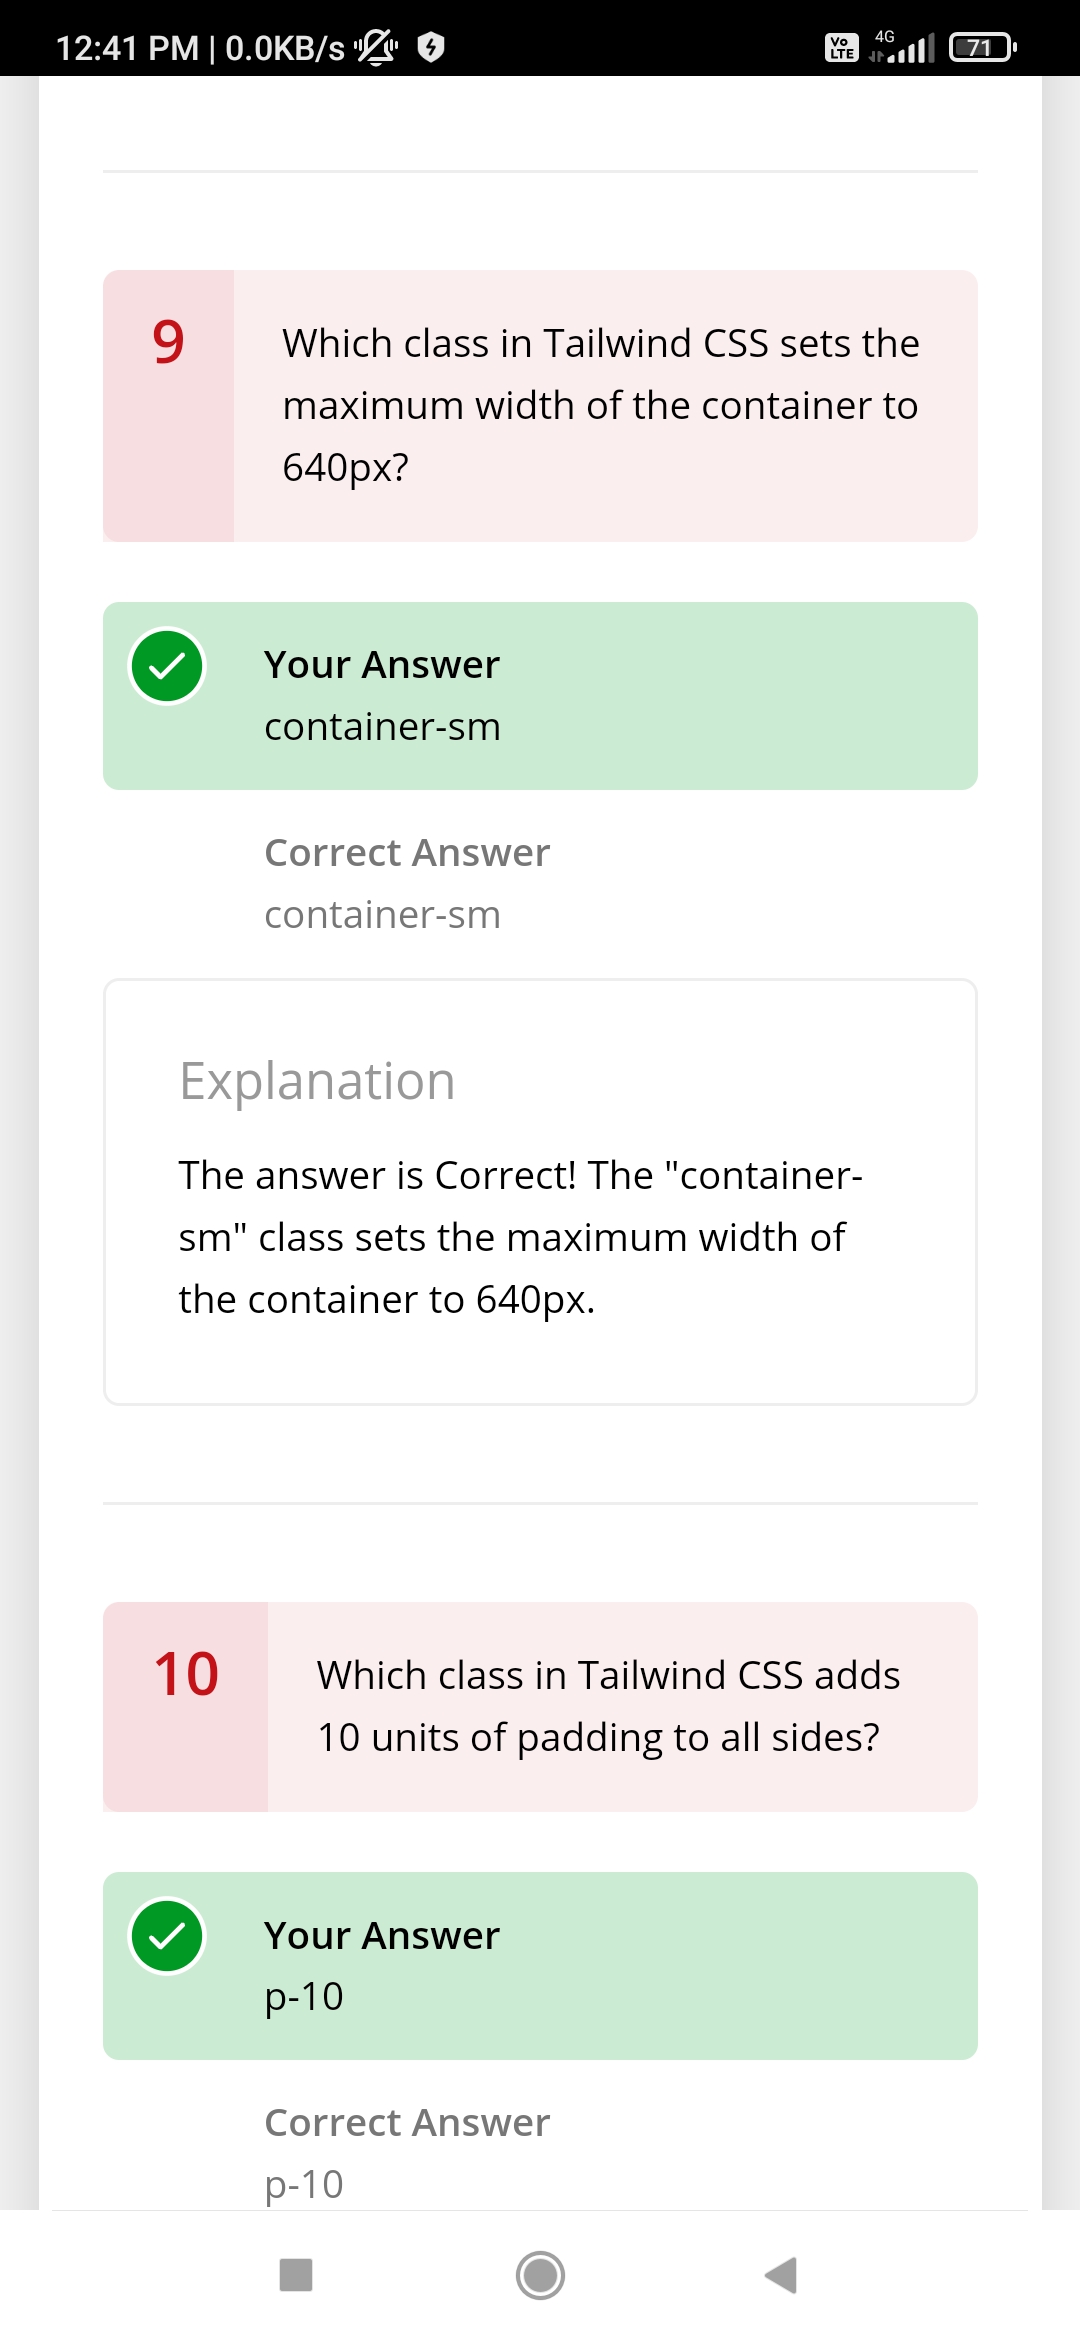 12:41 PM | 0.0KB/s
Vo LTE 4G 71
9
Which class in Tailwind CSS sets the
maximum width of the container to
640px?
Your Answer
container-sm
Correct Answer
container-sm
Explanation
The answer is Correct! The "container-
sm" class sets the maximum width of
the container to 640px.
10
Which class in Tailwind CSS adds
10 units of padding to all sides?
Your Answer
p-10
Correct Answer
p-10